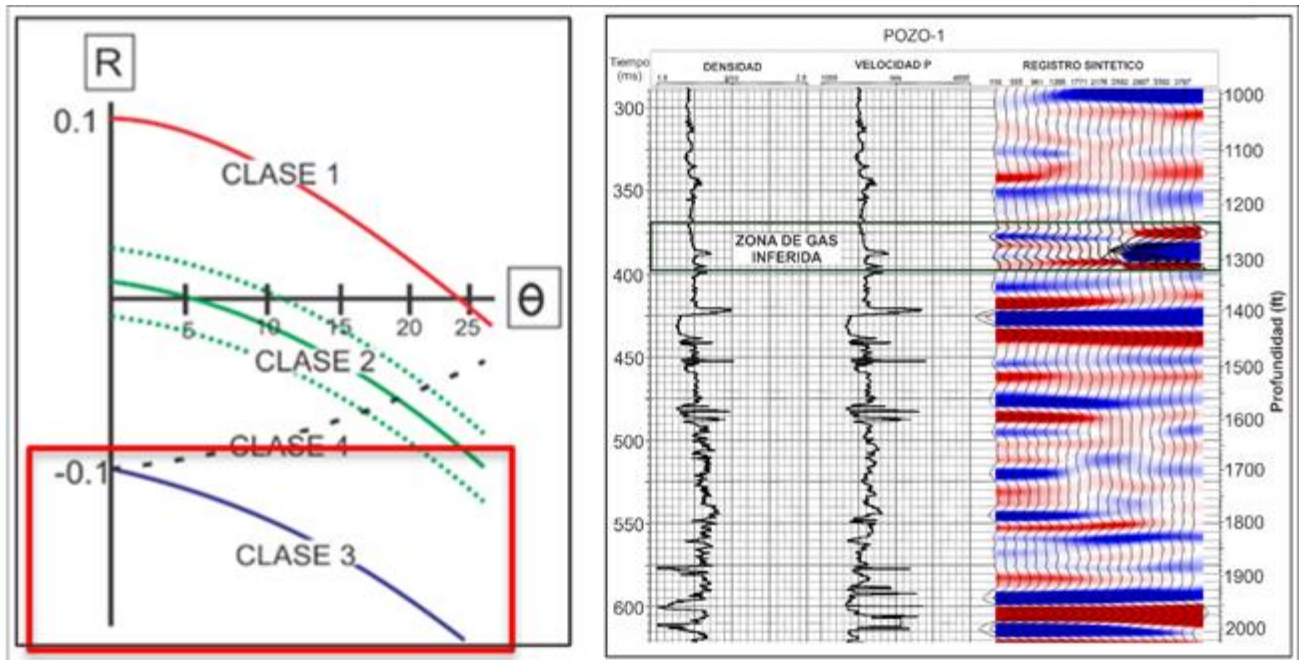 R
0.1
CLASE 1
θ
5
10
15
20
25
CLASE 2
CLASE 4
-0.1
CLASE 3
POZO-1
Tiempo
(ms)
DENSIDAD
VELOCIDAD P
REGISTRO SINTETICO
300
350
400
450
500
550
600
ZONA DE GAS
INFERIDA
1000
1100
1200
1300
1400
1500
1600
1700
1800
1900
2000
Profundidad (ft)